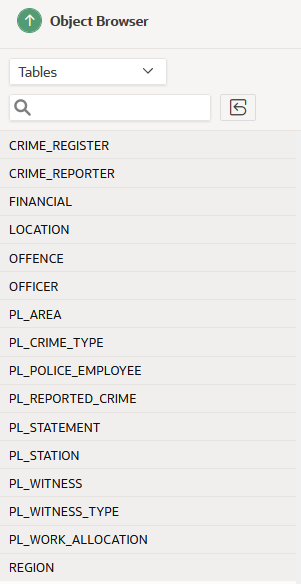 Object Browser
Tables
CRIME_REGISTER
CRIME_REPORTER
FINANCIAL
LOCATION
OFFENCE
OFFICER
PL_AREA
PL_CRIME_TYPE
PL_POLICE_EMPLOYEE
PL_REPORTED_CRIME
PL_STATEMENT
PL_STATION
PL_WITNESS
PL_WITNESS_TYPE
PL_WORK_ALLOCATION
REGION